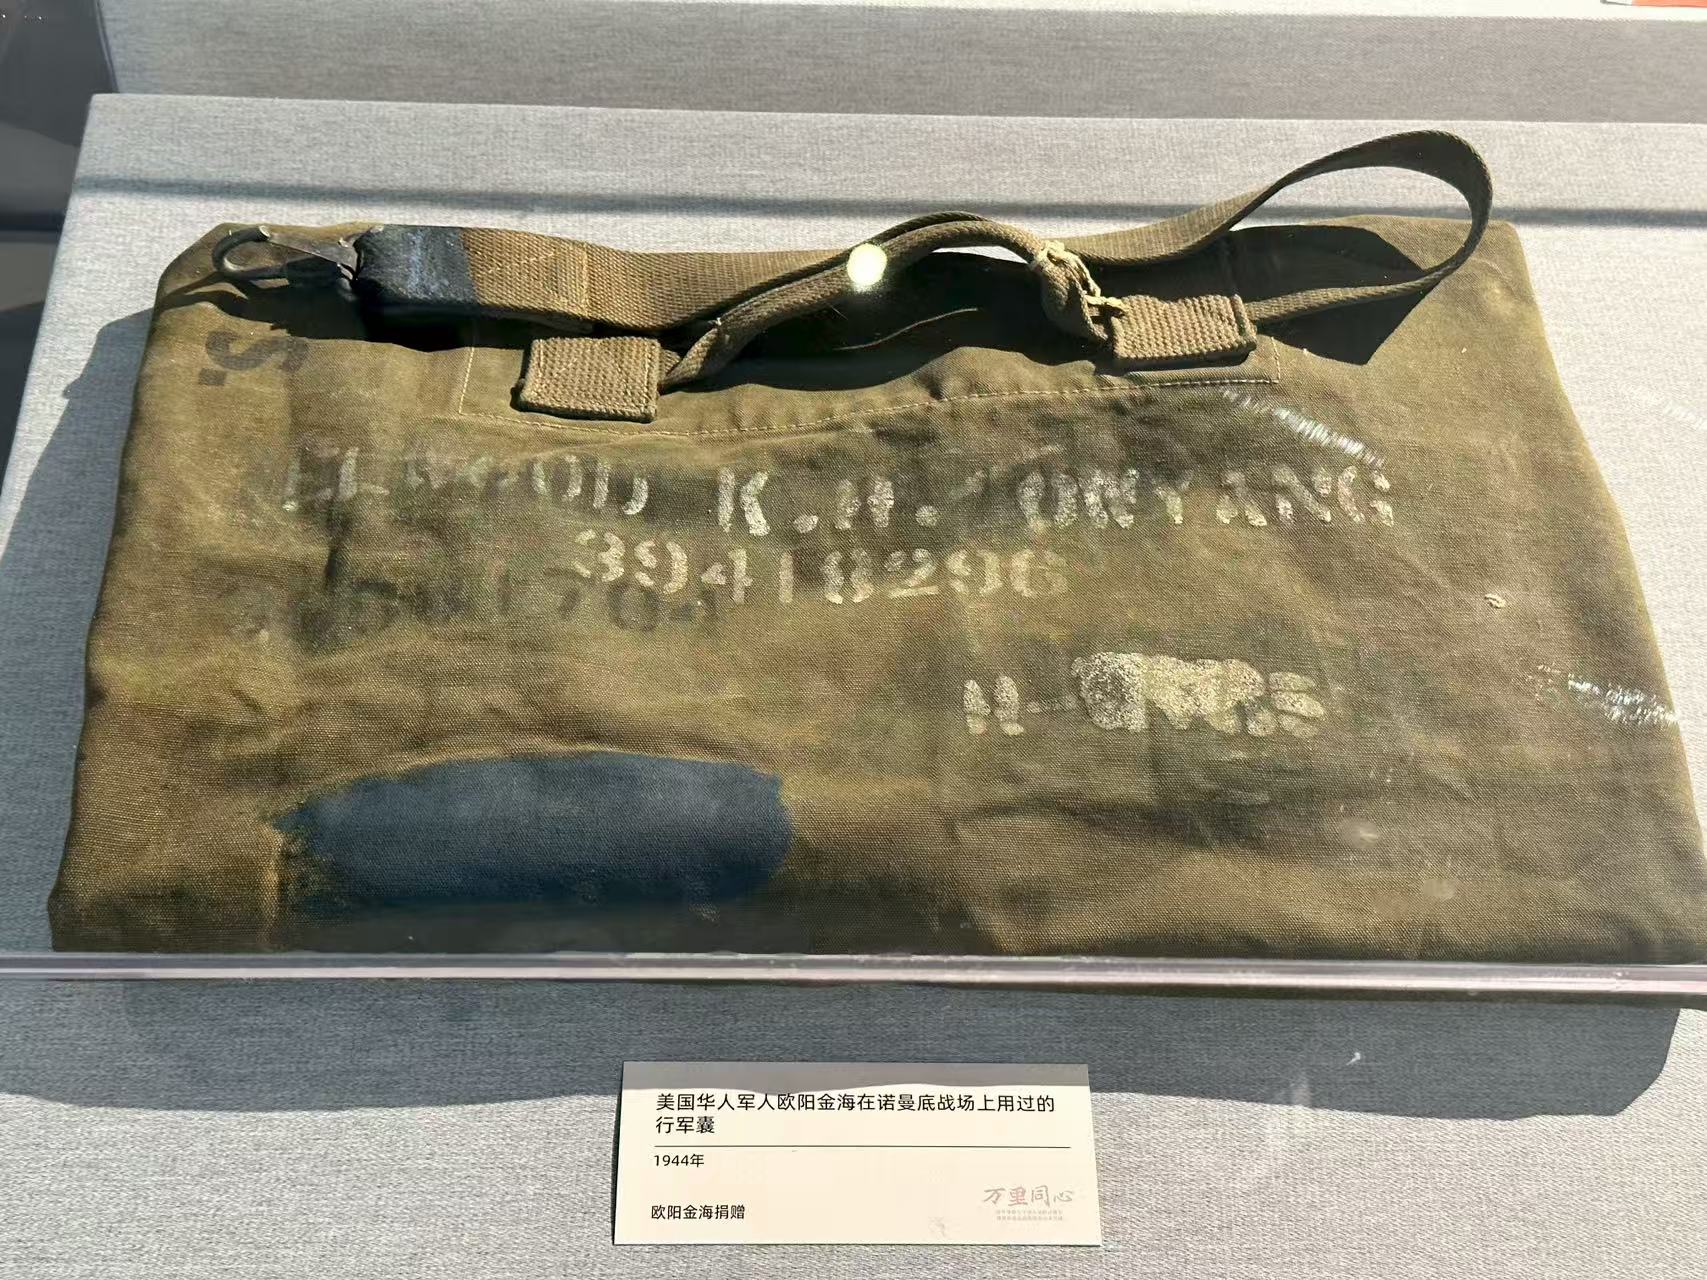 S.
ELWOOD K.H. OWYANG
39418296
美国华人军人欧阳金海在诺曼底战场上用过的
行军囊
1944年
万里同心
欧阳金海捐赠